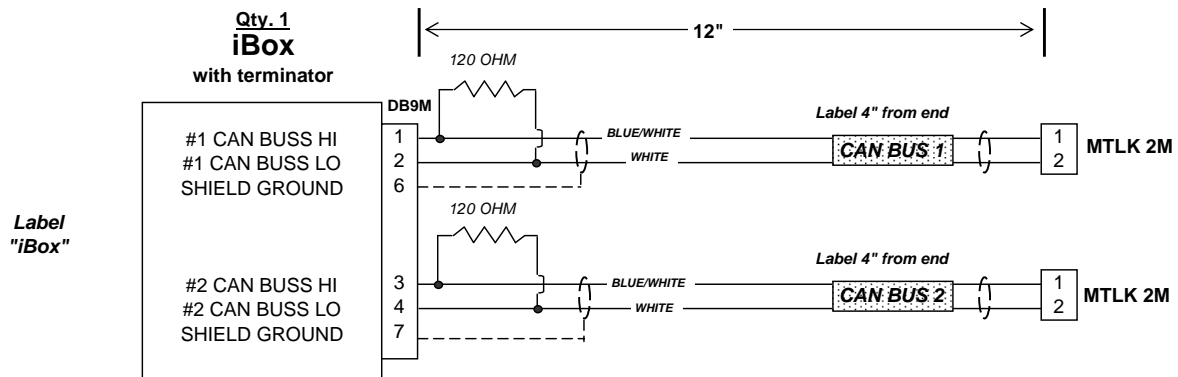 Qty. 1
iBox
with terminator
12"
120 OHM
DB9M
Label 4" from end
#1 CAN BUSS HI 1 BLUE/WHITE CAN BUS 1 1 MTLK 2M
#1 CAN BUSS LO 2 WHITE 2
SHIELD GROUND 6
Label
"iBox"
120 OHM
Label 4" from end
#2 CAN BUSS HI 3 BLUE/WHITE CAN BUS 2 1 MTLK 2M
#2 CAN BUSS LO 4 WHITE 2
SHIELD GROUND 7